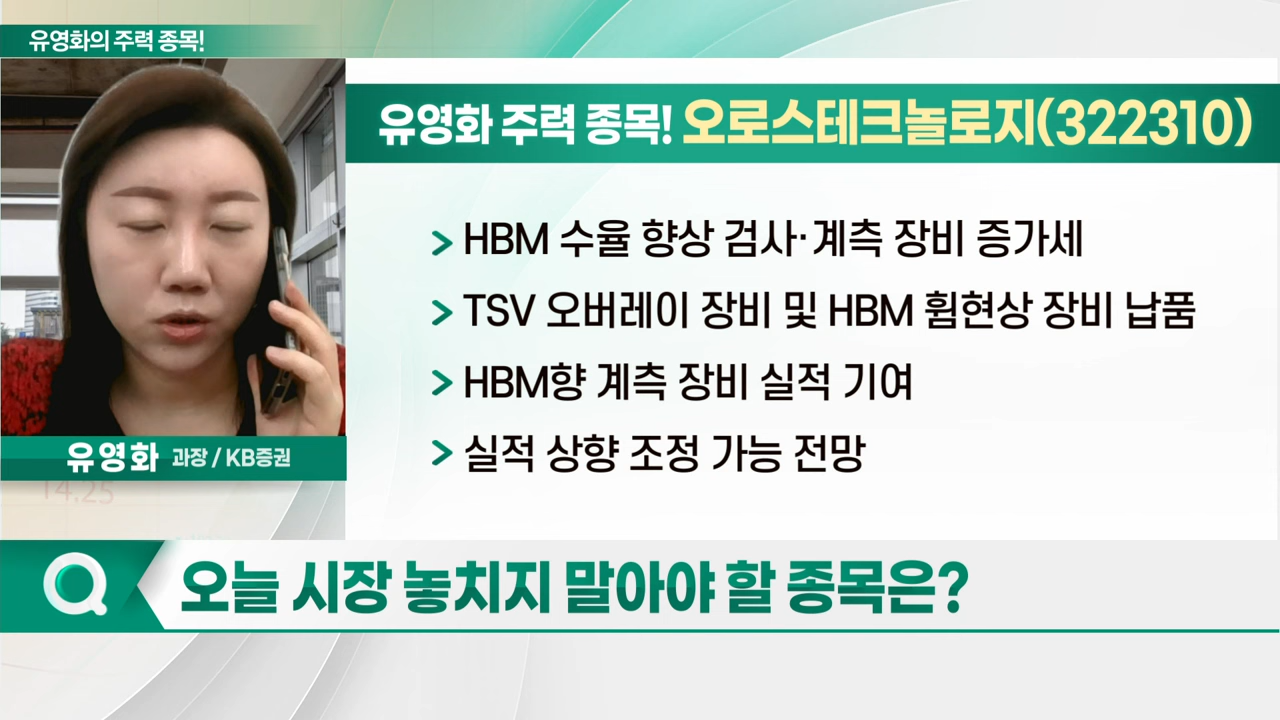 유영화의 주력 종목!
유영화 주력 종목! 오로스테크놀로지(322310)
> HBM 수율 향상 검사·계측 장비 증가세
> TSV 오버레이 장비 및 HBM 휨현상 장비 납품
> HBM향 계측 장비 실적 기여
> 실적 상향 조정 가능 전망
유영화 과장 / KB증권
14.25
Q 오늘 시장 놓치지 말아야 할 종목은?